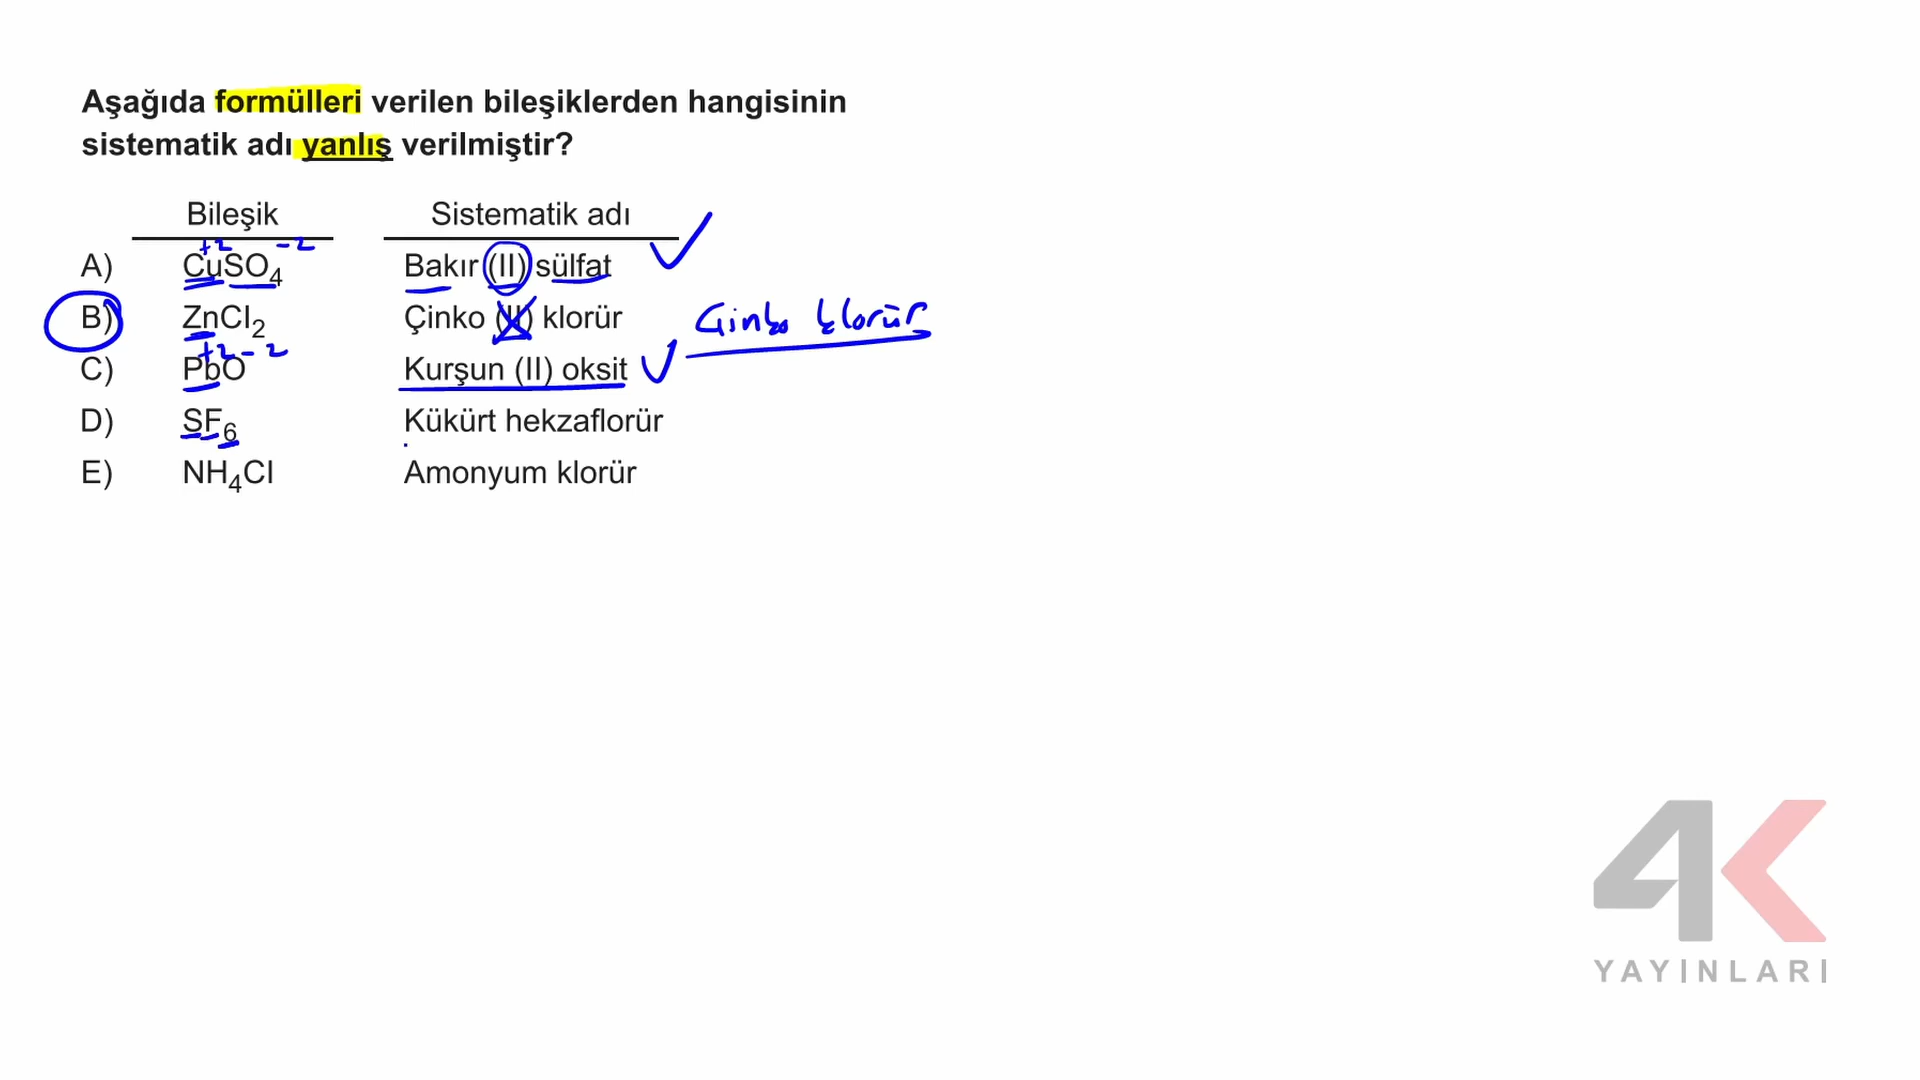 Aşağıda formülleri verilen bileşiklerden hangisinin
sistematik adı yanlış verilmiştir?
Bileşik Sistematik adı
+2 -2
A) CuSO4 Bakır (II) sülfat
B) ZnCl2 Çinko (II) klorür Çinko klorür
+2 -2
C) PbO Kurşun (II) oksit
D) SF6 Kükürt hekzaflorür
E) NH4Cl Amonyum klorür
4K
YAYINLARI